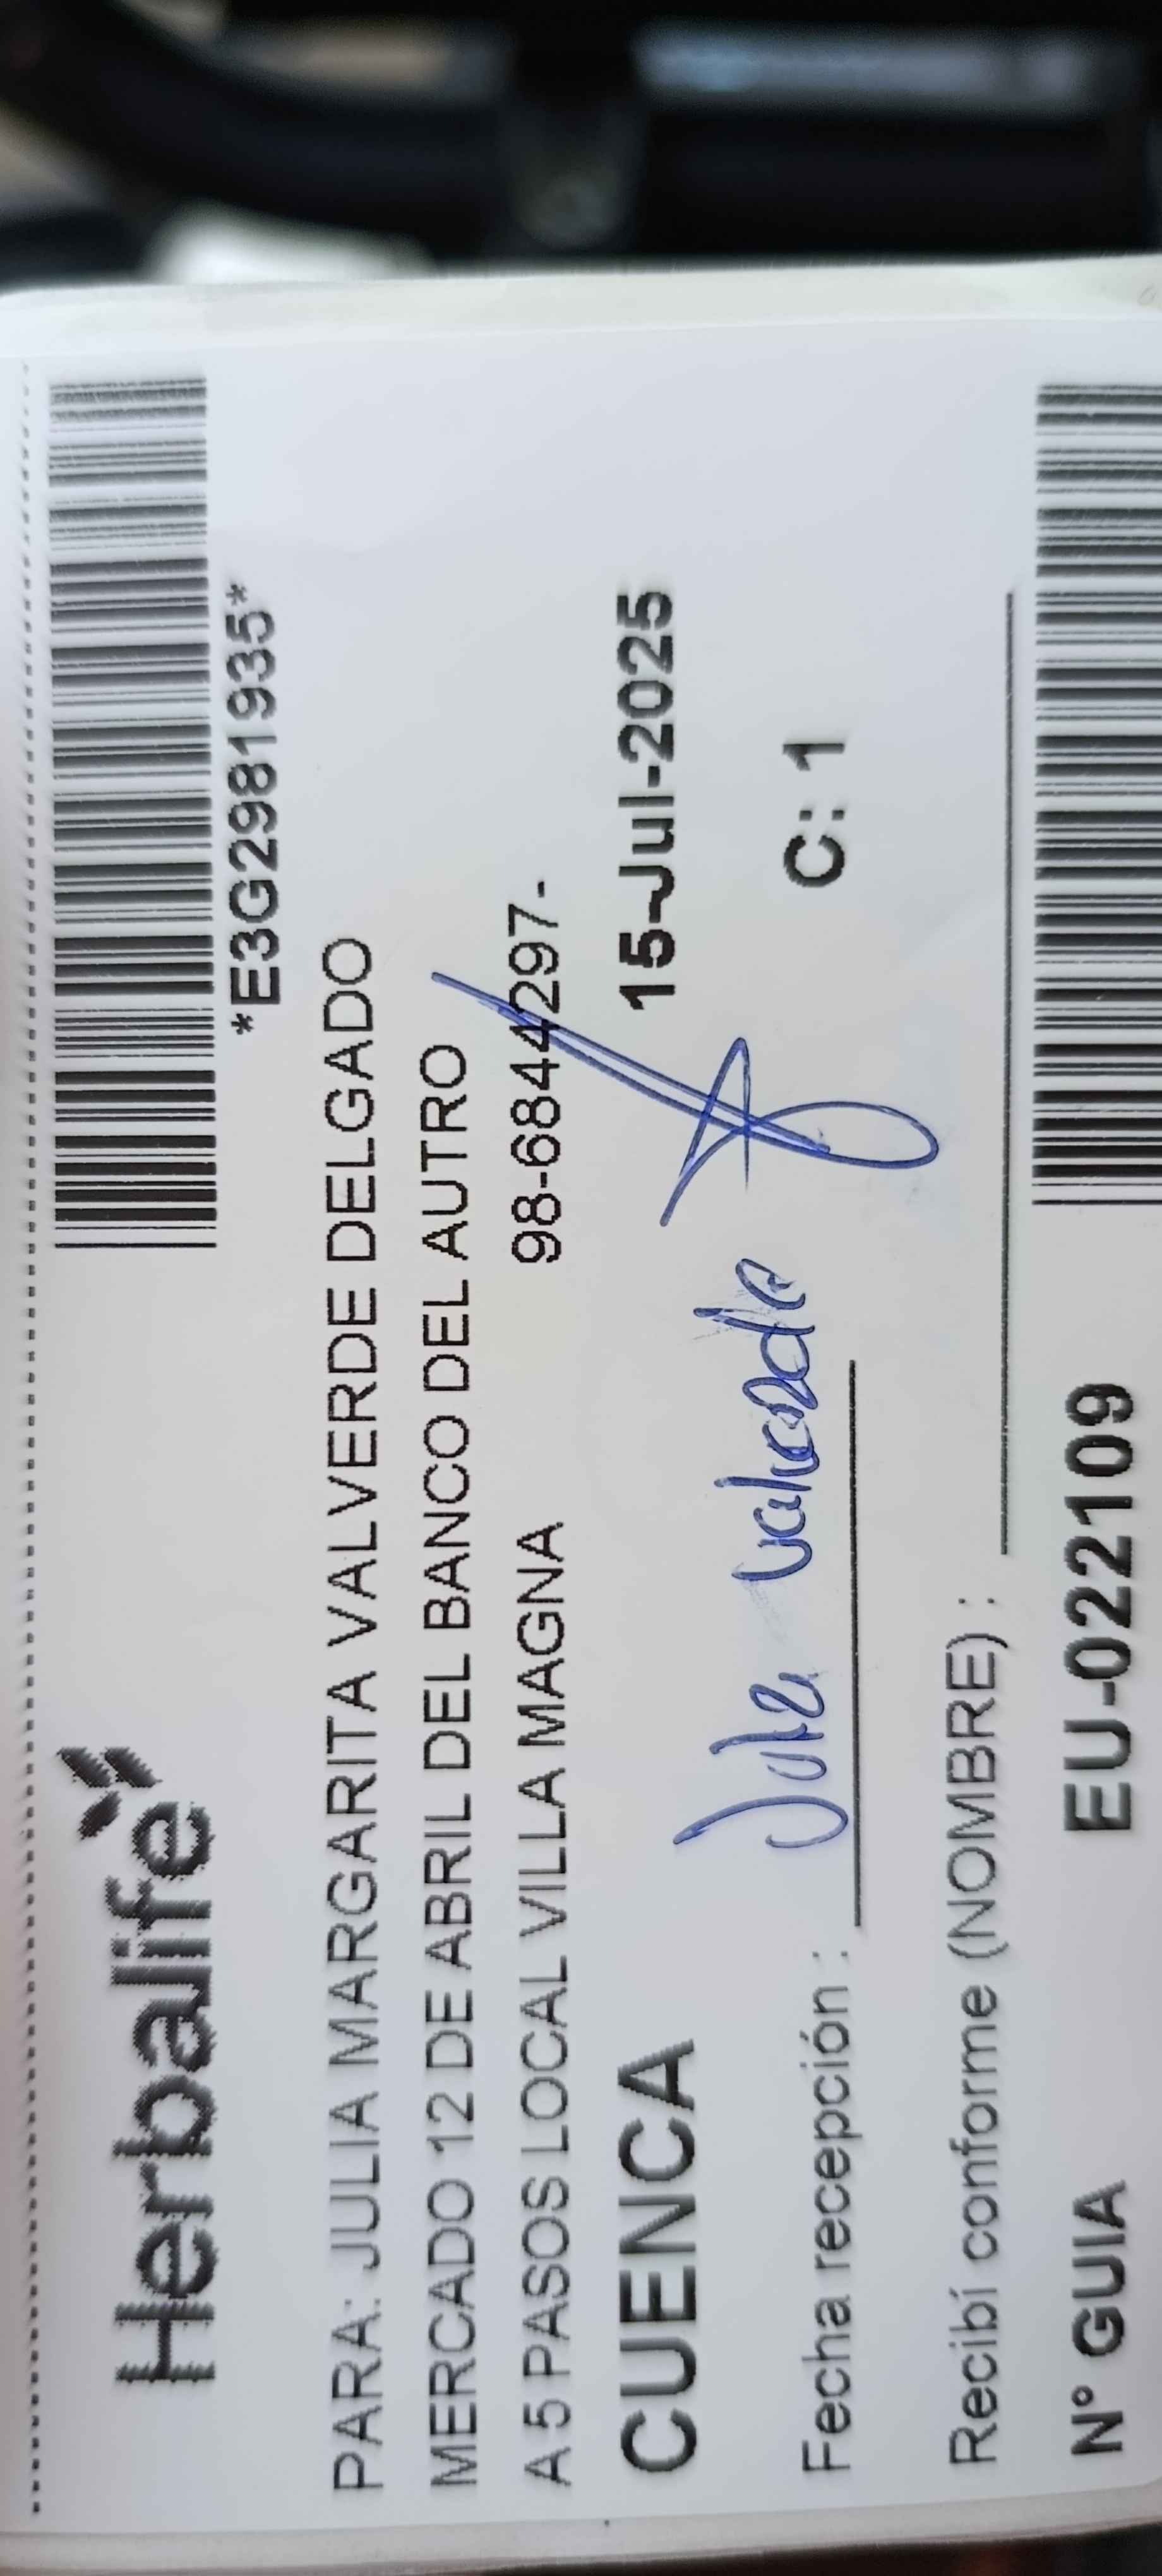 Herbalife
*E3G2981935*
PARA: JULIA MARGARITA VALVERDE DELGADO
MERCADO 12 DE ABRIL DEL BANCO DEL AUTRO
A 5 PASOS LOCAL VILLA MAGNA 98-6844297-
CUENCA 15-Jul-2025
Fecha recepción : Julia Valverde C: 1
Recibí conforme (NOMBRE) :
N° GUIA EU-022109